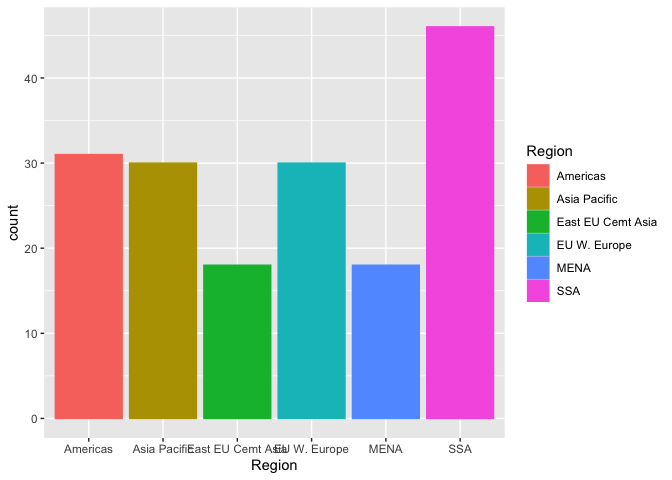 40
30
20
10
0
count
Americas Asia Pacific East EU Cemt Asia EU W. Europe MENA SSA
Region
Region
Americas
Asia Pacific
East EU Cemt Asia
EU W. Europe
MENA
SSA